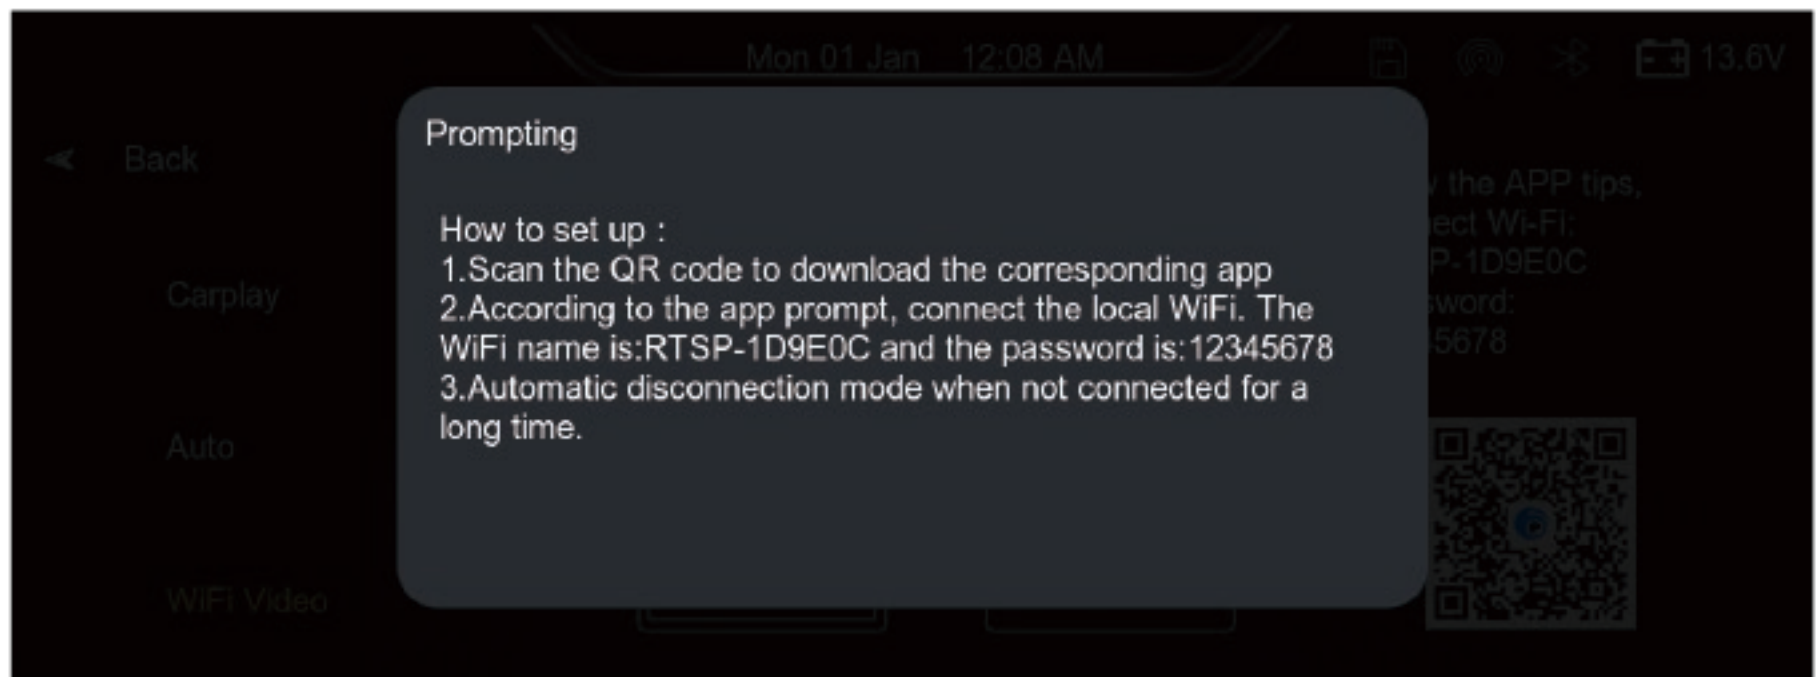 Mon 01 Jan 12:08 AM
13.6V
Back
Prompting
How to set up :
1.Scan the QR code to download the corresponding app
2.According to the app prompt, connect the local WiFi. The
WiFi name is:RTSP-1D9E0C and the password is:12345678
3.Automatic disconnection mode when not connected for a
long time.
Carplay
Auto
WIFI Video
the APP tips,
Wi-Fi:
P-1D9E0C